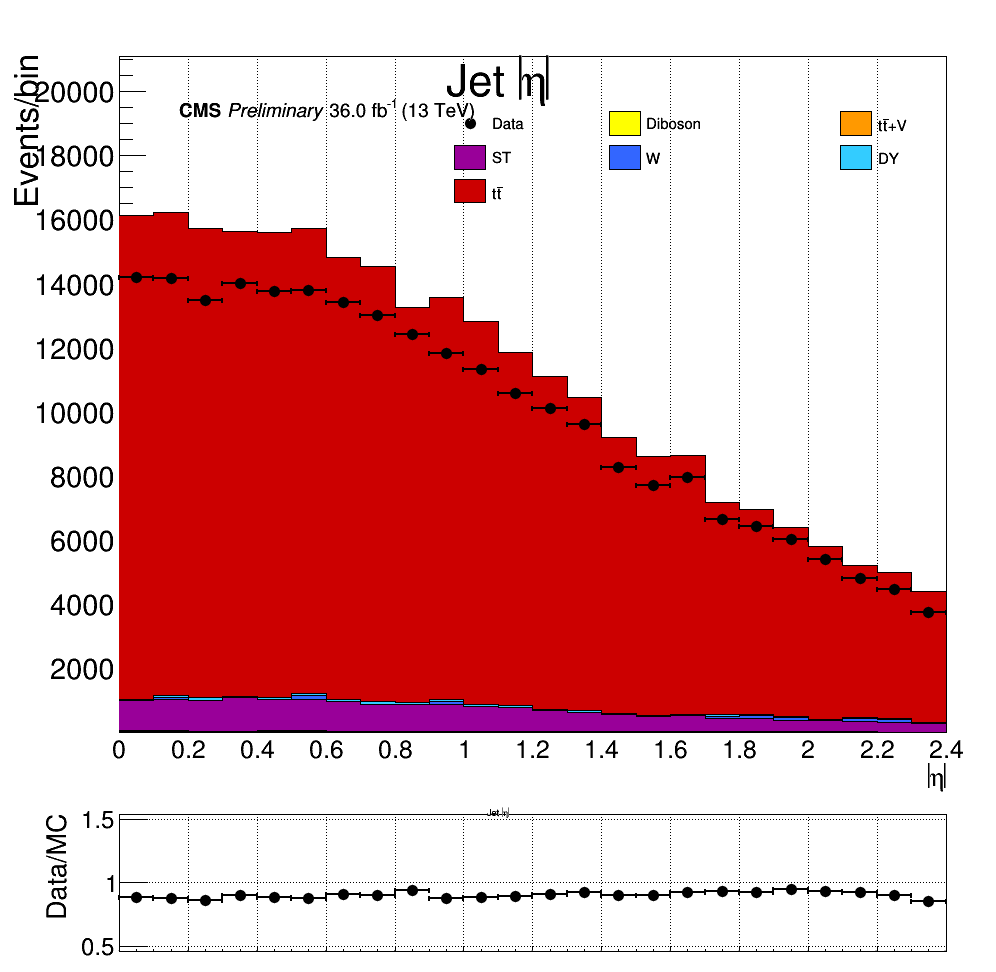 Jet |η|
CMS Preliminary 36.0 fb⁻¹ (13 TeV)
Data
Diboson
tt̄+V
ST
W
DY
tt̄
Events/bin
20000
18000
16000
14000
12000
10000
8000
6000
4000
2000
0 0.2 0.4 0.6 0.8 1 1.2 1.4 1.6 1.8 2 2.2 2.4
|η|
Jet |η|
Data/MC
1.5
1
0.5